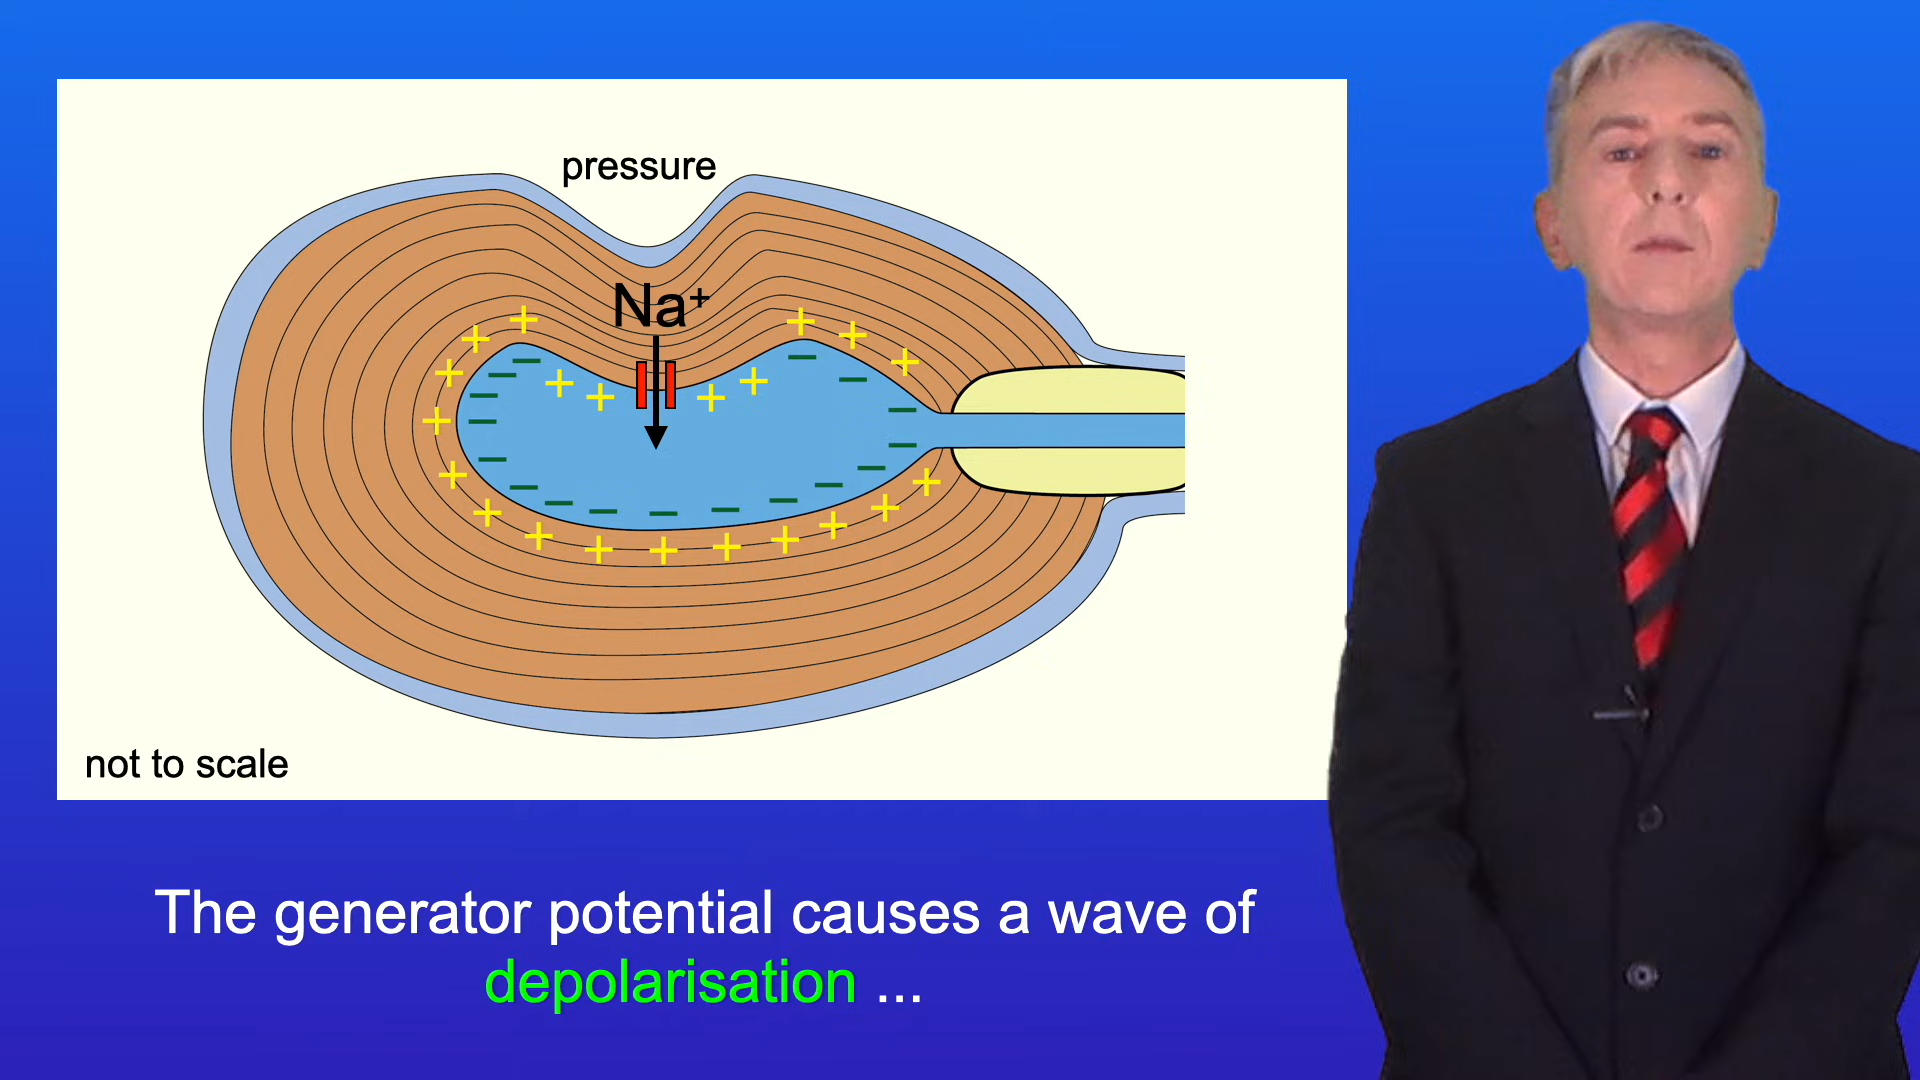 pressure
Na⁺
not to scale
The generator potential causes a wave of
depolarisation ...